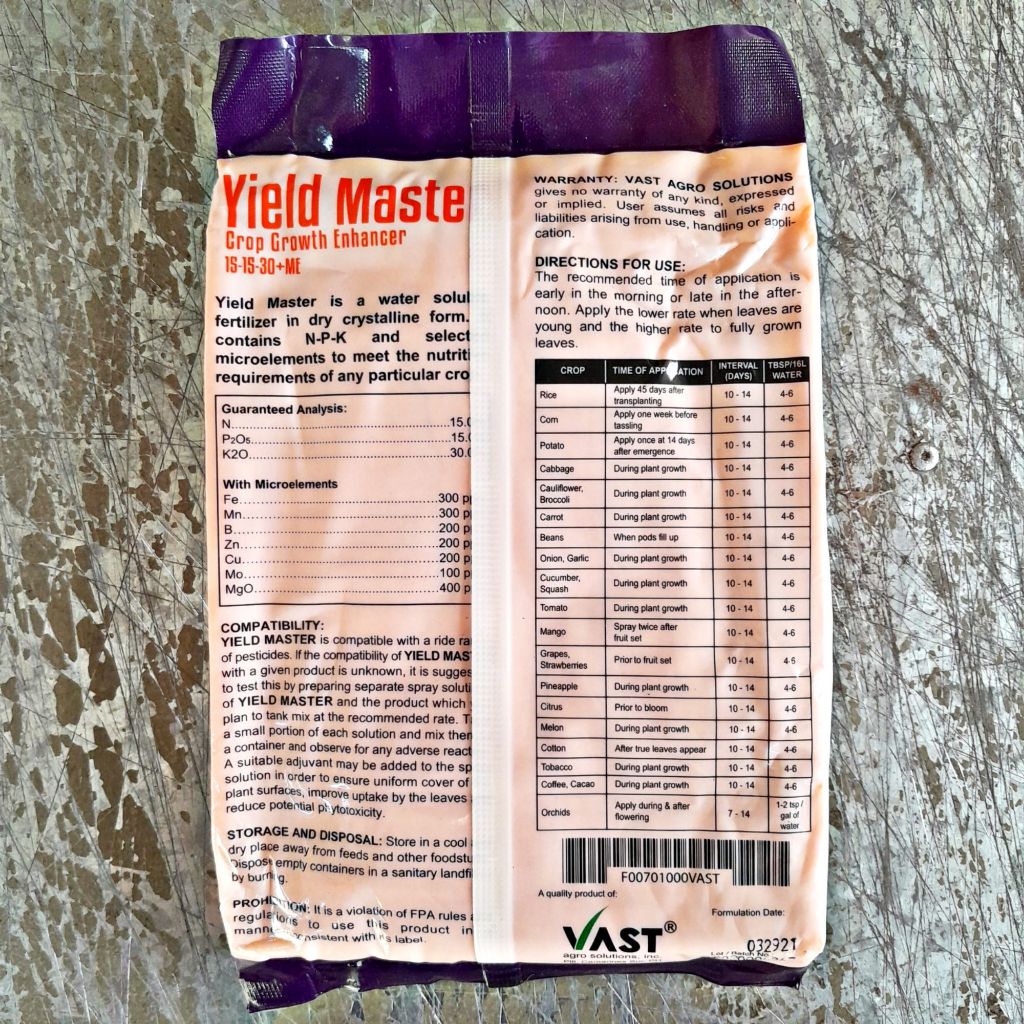 Yield Maste
Crop Growth Enhancer
15-15-30+ME
Yield Master is a water solu
fertilizer in dry crystalline form.
contains N-P-K and select
microelements to meet the nutriti
requirements of any particular cro
Guaranteed Analysis:
N.................................................15.0
P2O5.................................................15.0
K2O.................................................30.0
With Microelements
Fe.................................................300 p
Mn.................................................300 p
B.................................................200 p
Zn.................................................200 p
Cu.................................................200 p
Mo.................................................100 p
MgO.................................................400 p
COMPATIBILITY:
YIELD MASTER is compatible with a ride ra
of pesticides. If the compatibility of YIELD MAS
with a given product is unknown, it is sugges
to test this by preparing separate spray soluti
of YIELD MASTER and the product which
plan to tank mix at the recommended rate. T
a small portion of each solution and mix then
a container and observe for any adverse react
A suitable adjuvant may be added to the sp
solution in order to ensure uniform cover of
plant surfaces, improve uptake by the leaves
reduce potential phytotoxicity.
STORAGE AND DISPOSAL: Store in a cool
dry place away from feeds and other foodstu
Dispose empty containers in a sanitary landfi
by burning.
PROHIBITION: It is a violation of FPA rules
regulations to use this product in
mann consistent with its label.
WARRANTY: VAST AGRO SOLUTIONS
gives no warranty of any kind, expressed
or implied. User assumes all risks and
liabilities arising from use, handling or appli-
cation.
DIRECTIONS FOR USE:
The recommended time of application is
early in the morning or late in the after-
noon. Apply the lower rate when leaves are
young and the higher rate to fully grown
leaves.
CROP TIME OF APPLICATION INTERVAL (DAYS) TBSP/16L WATER
Rice Apply 45 days after transplanting 10 - 14 4-6
Corn Apply one week before tassling 10 - 14 4-6
Potato Apply once at 14 days after emergence 10 - 14 4-6
Cabbage During plant growth 10 - 14 4-6
Cauliflower, Broccoli During plant growth 10 - 14 4-6
Carrot During plant growth 10 - 14 4-6
Beans When pods fill up 10 - 14 4-6
Onion, Garlic During plant growth 10 - 14 4-6
Cucumber, Squash During plant growth 10 - 14 4-6
Tomato During plant growth 10 - 14 4-6
Mango Spray twice after fruit set 10 - 14 4-6
Grapes, Strawberries Prior to fruit set 10 - 14 4-6
Pineapple During plant growth 10 - 14 4-6
Citrus Prior to bloom 10 - 14 4-6
Melon During plant growth 10 - 14 4-6
Cotton After true leaves appear 10 - 14 4-6
Tobacco During plant growth 10 - 14 4-6
Coffee, Cacao During plant growth 10 - 14 4-6
Orchids Apply during & after flowering 7 - 14 1-2 tsp / gal of water
F00701000VAST
A quality product of:
Formulation Date:
VAST®
agro solutions, inc.
032921
Lot / Batch No